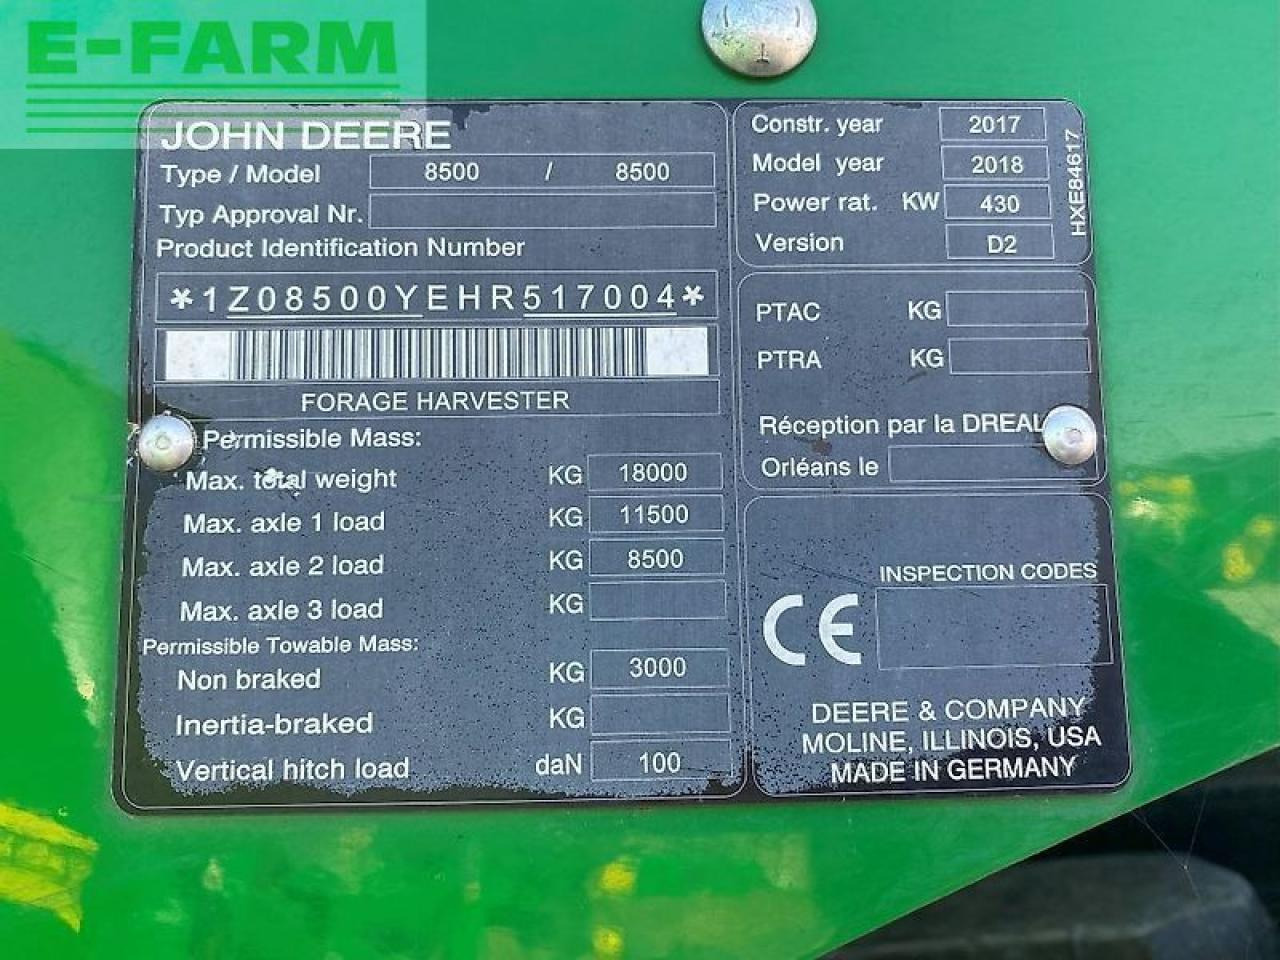 E-FARM
JOHN DEERE
Type / Model 8500 / 8500
Typ Approval Nr.
Product Identification Number
*1Z08500YEHR517004*
FORAGE HARVESTER
Permissible Mass:
Max. total weight KG 18000
Max. axle 1 load KG 11500
Max. axle 2 load KG 8500
Max. axle 3 load KG
Permissible Towable Mass:
Non braked KG 3000
Inertia-braked KG
Vertical hitch load daN 100
Constr. year 2017
Model year 2018
Power rat. KW 430
Version D2
HXE84617
PTAC KG
PTRA KG
Réception par la DREAL
Orléans le
INSPECTION CODES
CE
DEERE & COMPANY
MOLINE, ILLINOIS, USA
MADE IN GERMANY